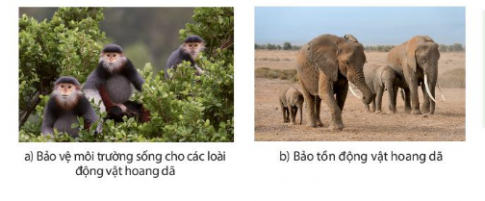 a) Bảo vệ môi trường sống cho các loài
động vật hoang dã
b) Bảo tồn động vật hoang dã